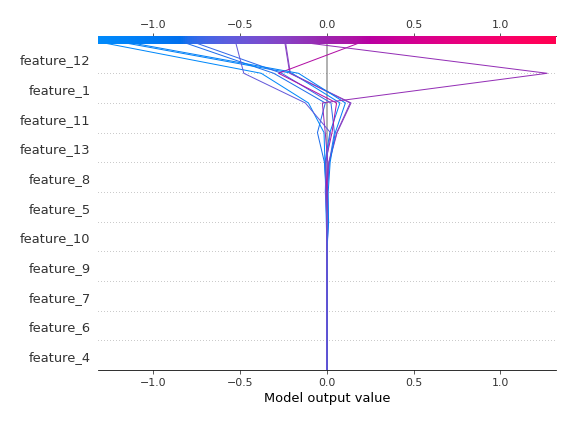 −1.0 −0.5 0.0 0.5 1.0
feature_12
feature_1
feature_11
feature_13
feature_8
feature_5
feature_10
feature_9
feature_7
feature_6
feature_4
−1.0 −0.5 0.0 0.5 1.0
Model output value